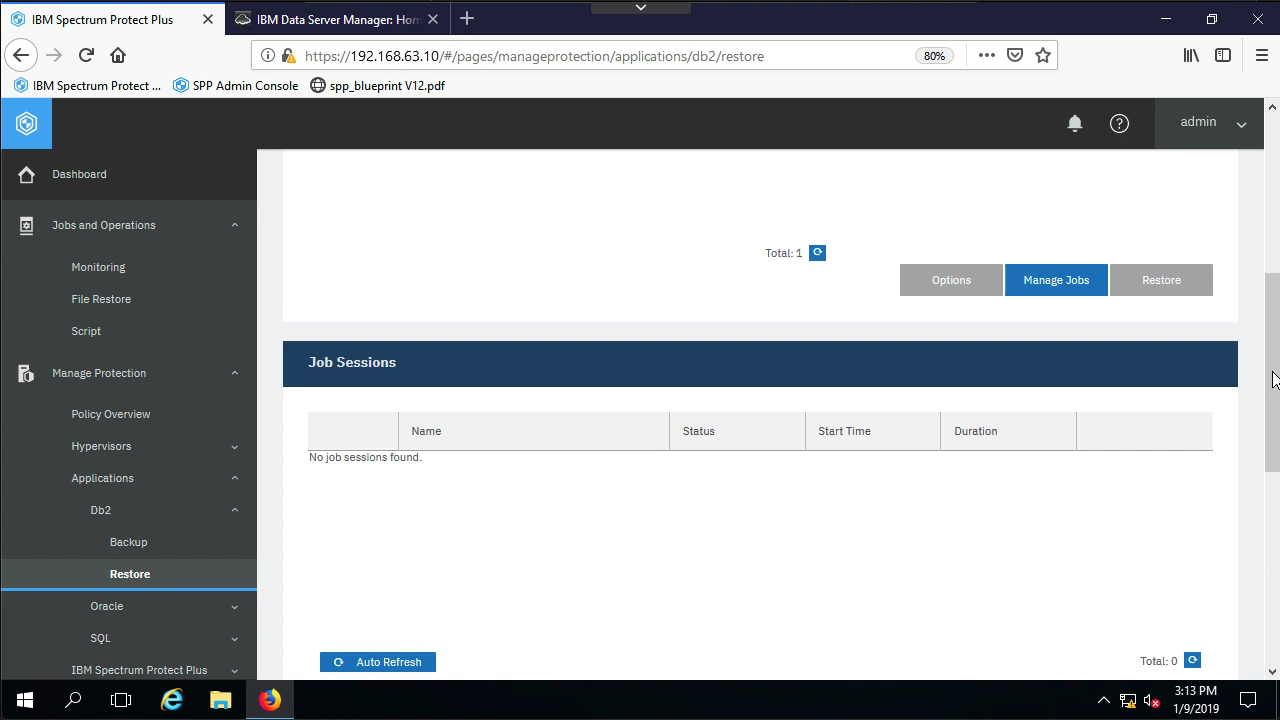 IBM Spectrum Protect Plus
IBM Data Server Manager: Hom
https://192.168.63.10/#/pages/manageprotection/applications/db2/restore
80%
IBM Spectrum Protect ...
SPP Admin Console
spp_blueprint V12.pdf
admin
Dashboard
Jobs and Operations
Monitoring
File Restore
Script
Manage Protection
Policy Overview
Hypervisors
Applications
Db2
Backup
Restore
Oracle
SQL
IBM Spectrum Protect Plus
Total: 1
Options
Manage Jobs
Restore
Job Sessions
Name
Status
Start Time
Duration
No job sessions found.
Auto Refresh
Total: 0
3:13 PM
1/9/2019